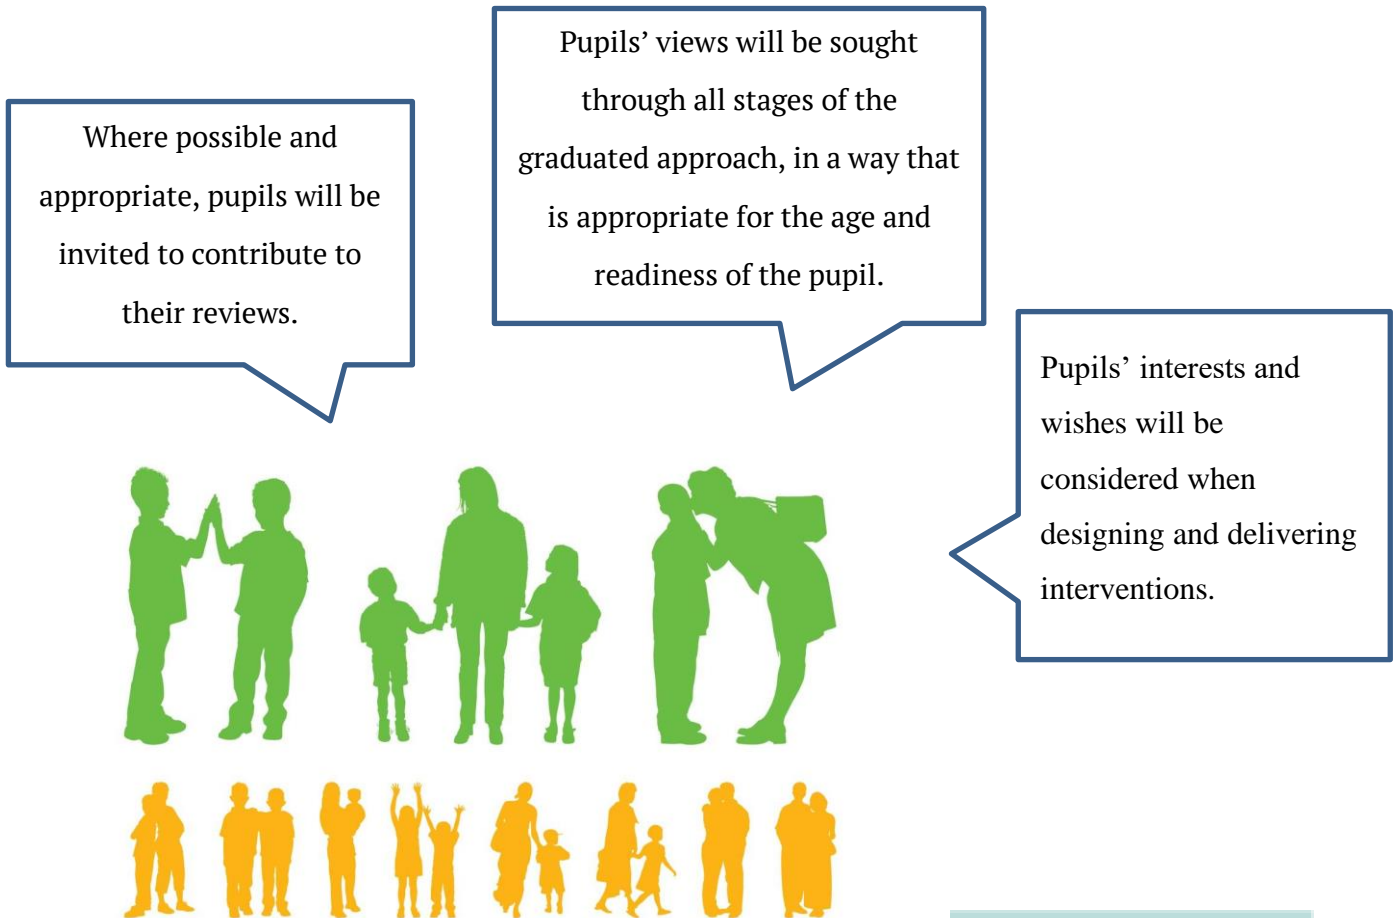 Where possible and
appropriate, pupils will be
invited to contribute to
their reviews.
Pupils’ views will be sought
through all stages of the
graduated approach, in a way that
is appropriate for the age and
readiness of the pupil.
Pupils’ interests and
wishes will be
considered when
designing and delivering
interventions.